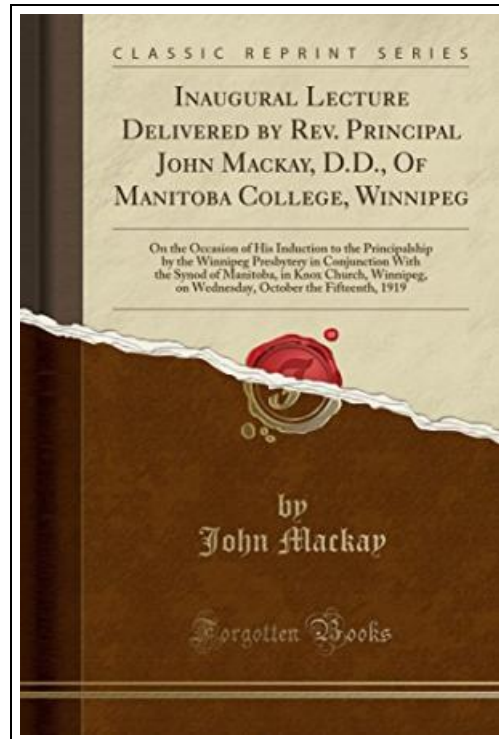 CLASSIC REPRINT SERIES
INAUGURAL LECTURE
DELIVERED BY REV. PRINCIPAL
JOHN MACKAY, D.D., OF
MANITOBA COLLEGE, WINNIPEG
On the Occasion of His Induction to the Principalship
by the Winnipeg Presbytery in Conjunction With
the Synod of Manitoba, in Knox Church, Winnipeg,
on Wednesday, October the Fifteenth, 1919
F
by
John Mackay
Forgotten Books